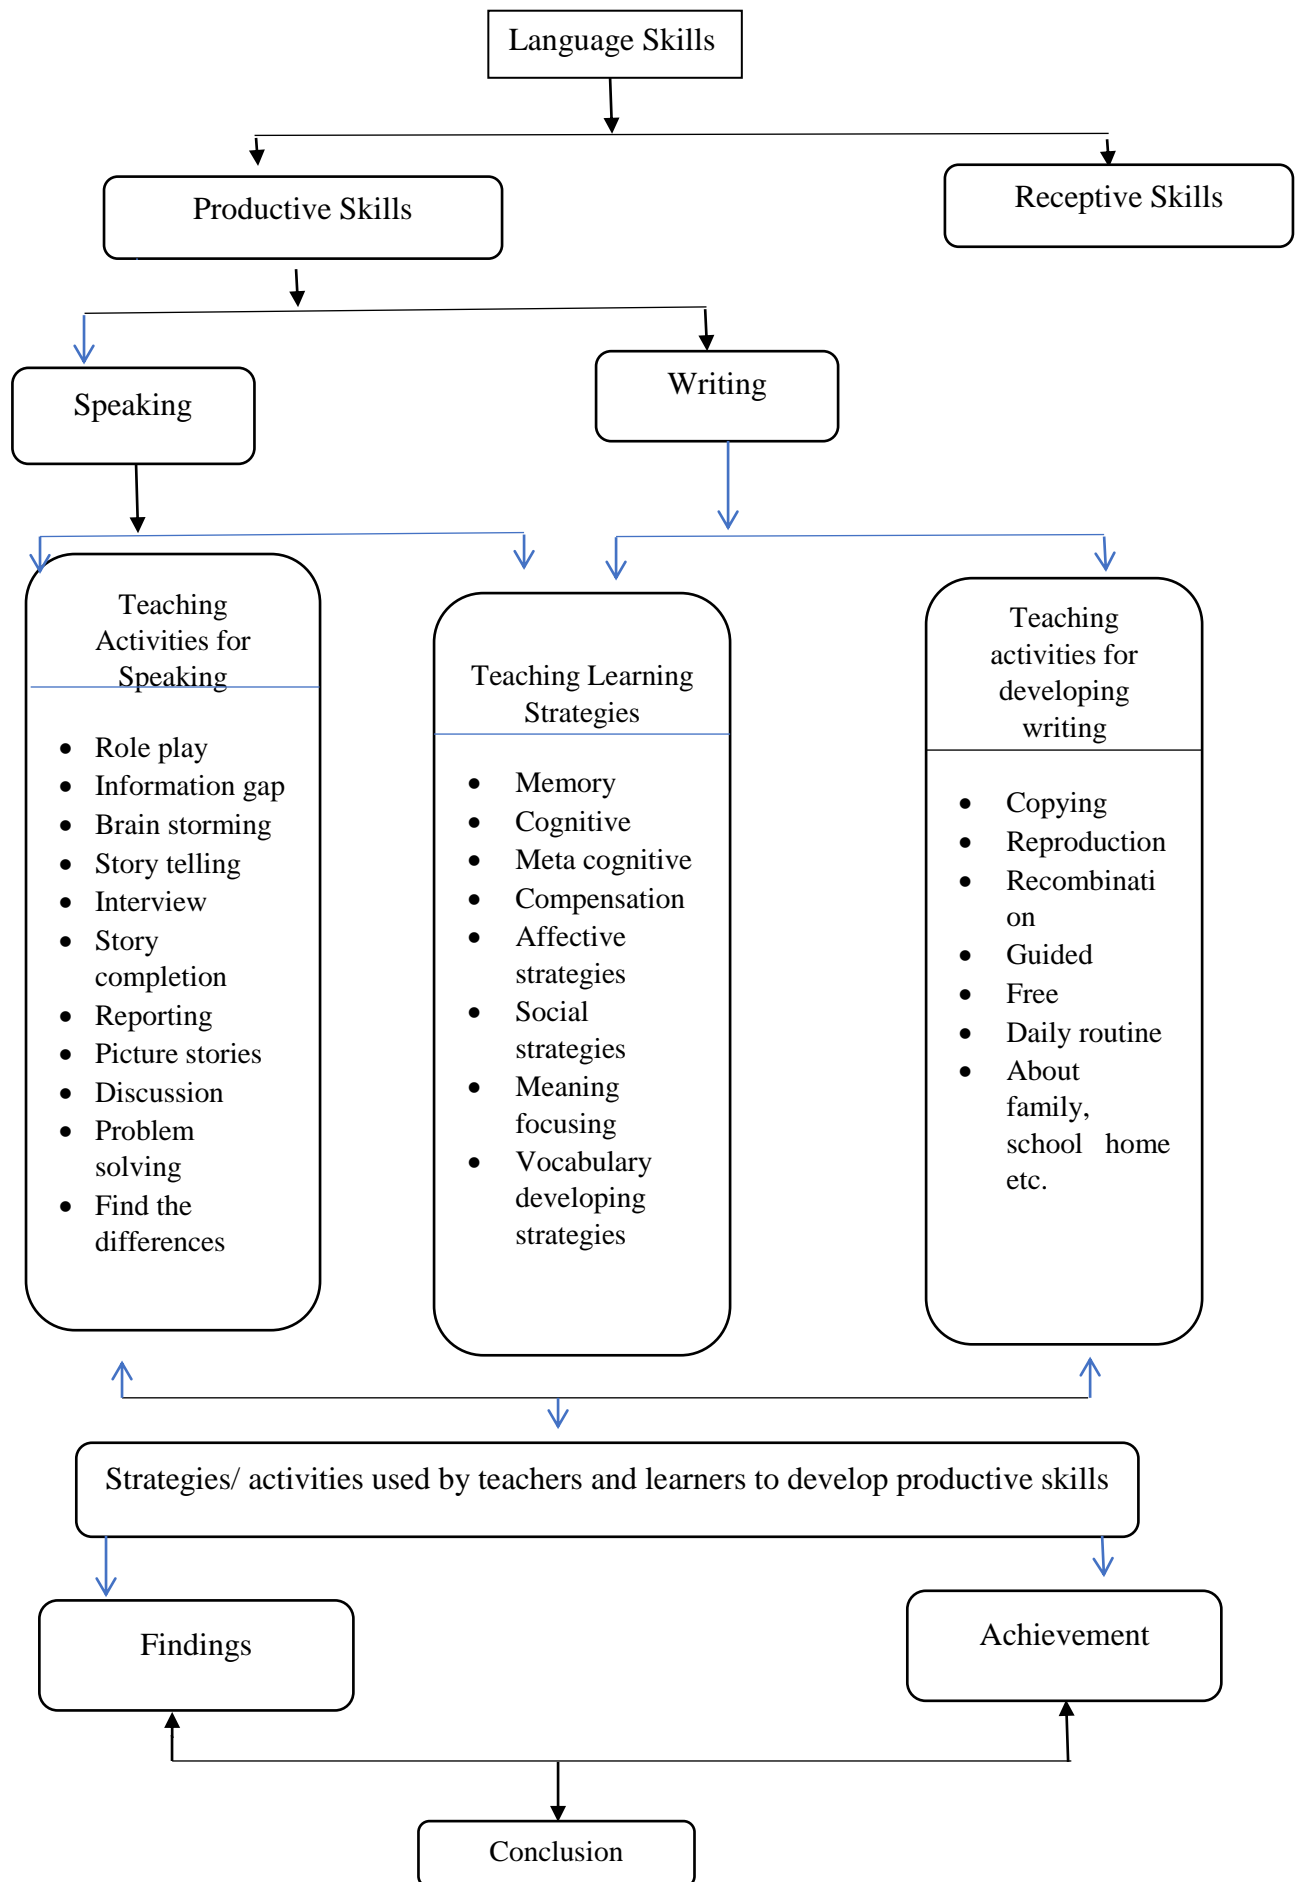 Language Skills
Productive Skills
Receptive Skills
Speaking
Writing
Teaching
Activities for
Speaking
• Role play
• Information gap
• Brain storming
• Story telling
• Interview
• Story
completion
• Reporting
• Picture stories
• Discussion
• Problem
solving
• Find the
differences
Teaching Learning
Strategies
• Memory
• Cognitive
• Meta cognitive
• Compensation
• Affective
strategies
• Social
strategies
• Meaning
focusing
• Vocabulary
developing
strategies
Teaching
activities for
developing
writing
• Copying
• Reproduction
• Recombinati
on
• Guided
• Free
• Daily routine
• About
family,
school home
etc.
Strategies/ activities used by teachers and learners to develop productive skills
Findings
Achievement
Conclusion